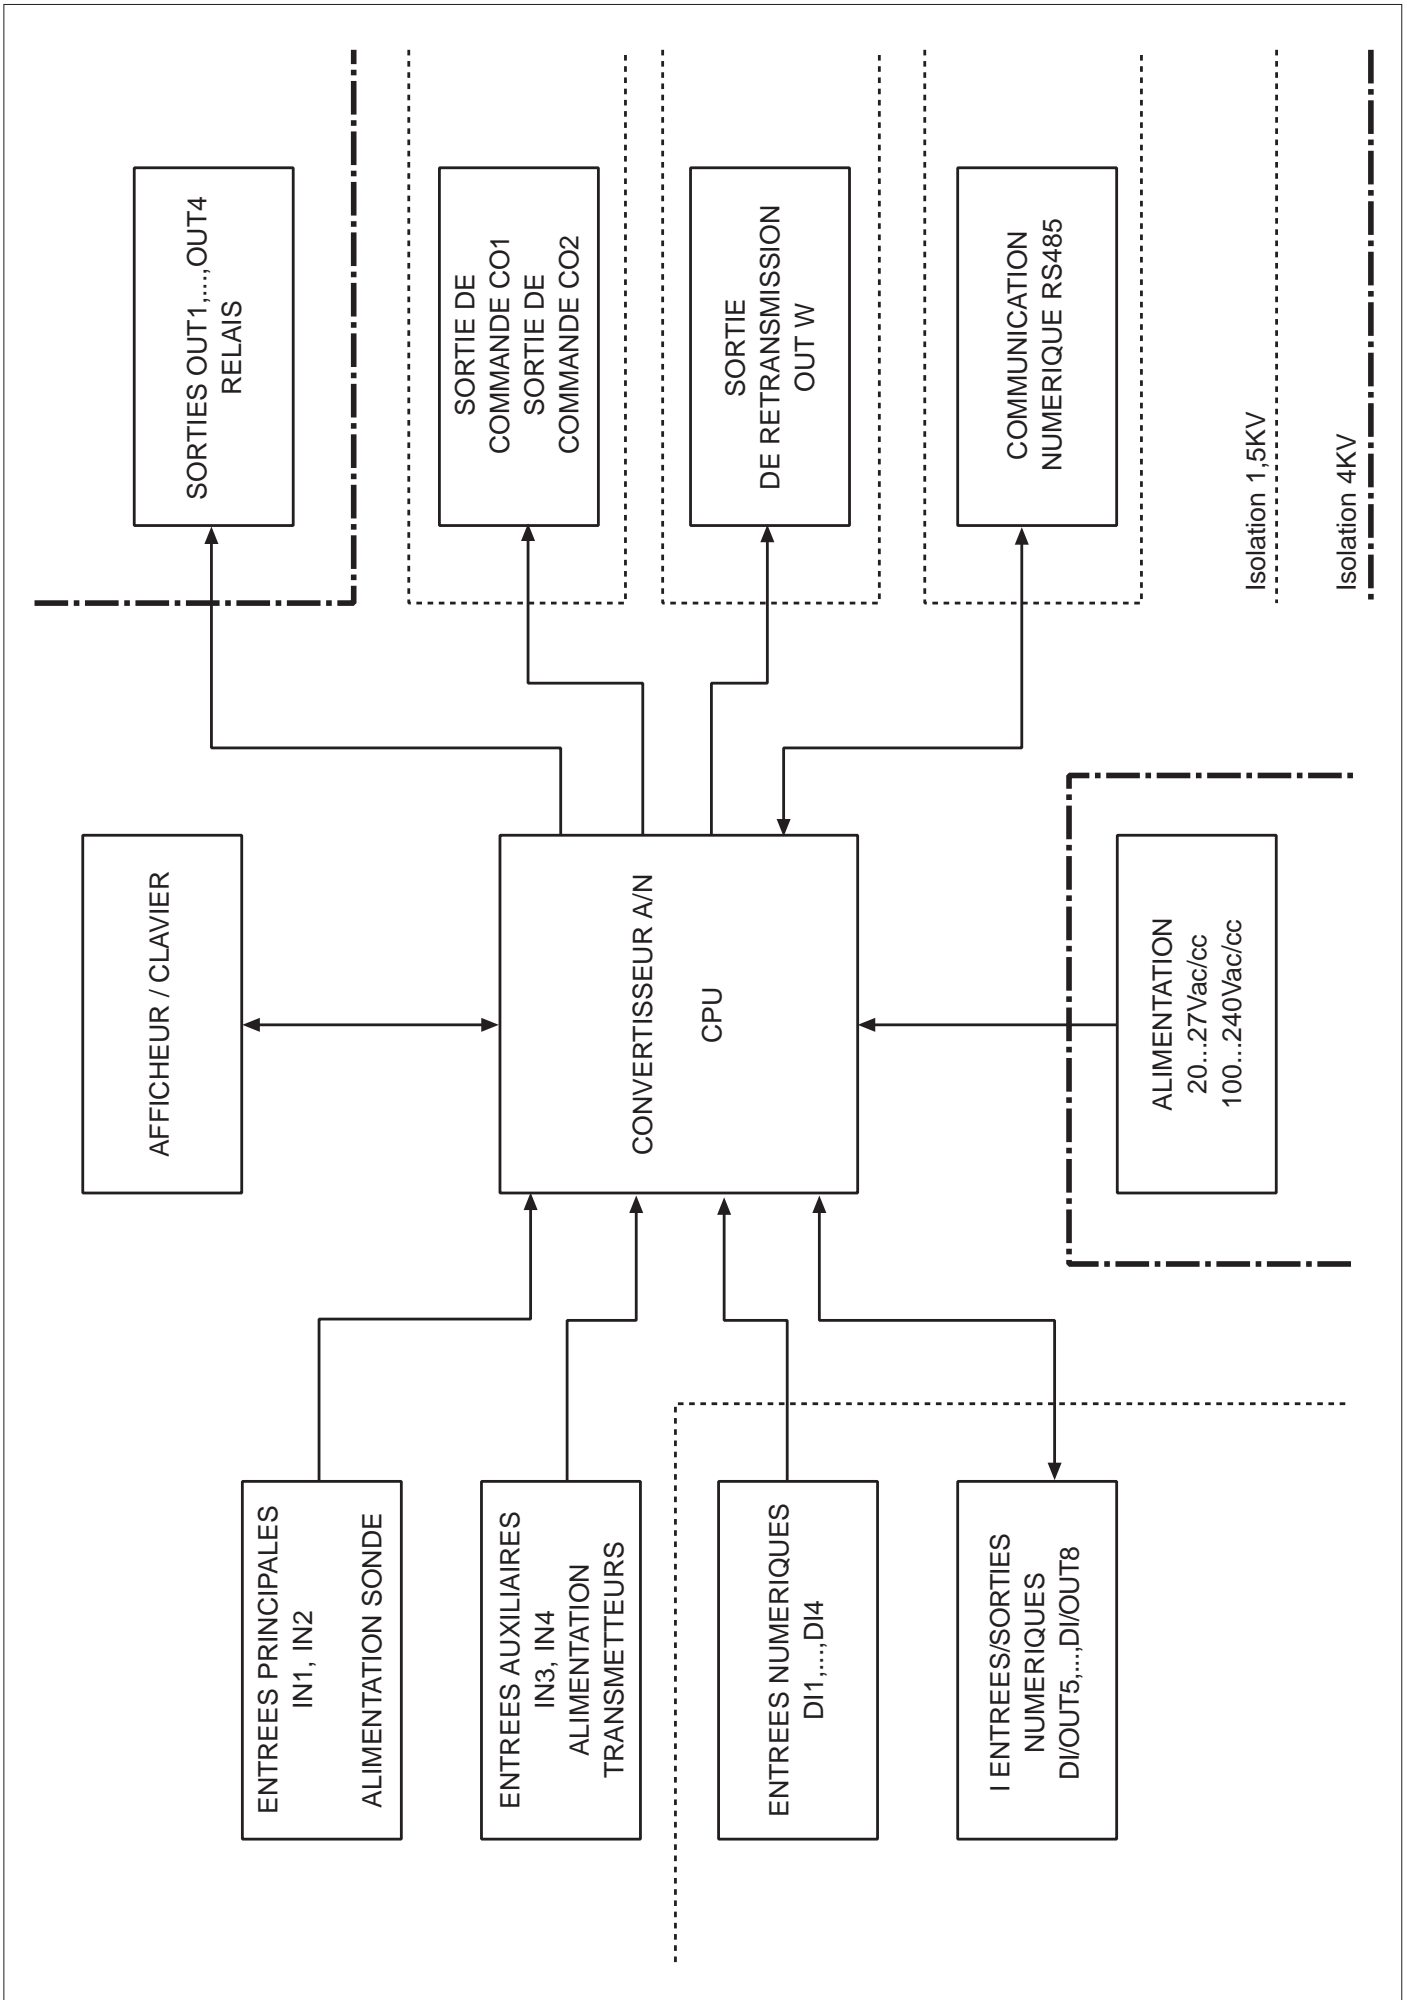 ENTREES PRINCIPALES
IN1, IN2
ALIMENTATION SONDE
ENTREES AUXILIAIRES
IN3, IN4
ALIMENTATION
TRANSMETTEURS
ENTREES NUMERIQUES
DI1,...,DI4
I ENTREES/SORTIES
NUMERIQUES
DI/OUT5,...,DI/OUT8
AFFICHEUR / CLAVIER
CONVERTISSEUR A/N
CPU
ALIMENTATION
20...27Vac/cc
100...240Vac/cc
SORTIES OUT1,...,OUT4
RELAIS
SORTIE DE
COMMANDE CO1
SORTIE DE
COMMANDE CO2
SORTIE
DE RETRANSMISSION
OUT W
COMMUNICATION
NUMERIQUE RS485
Isolation 1,5KV
Isolation 4KV